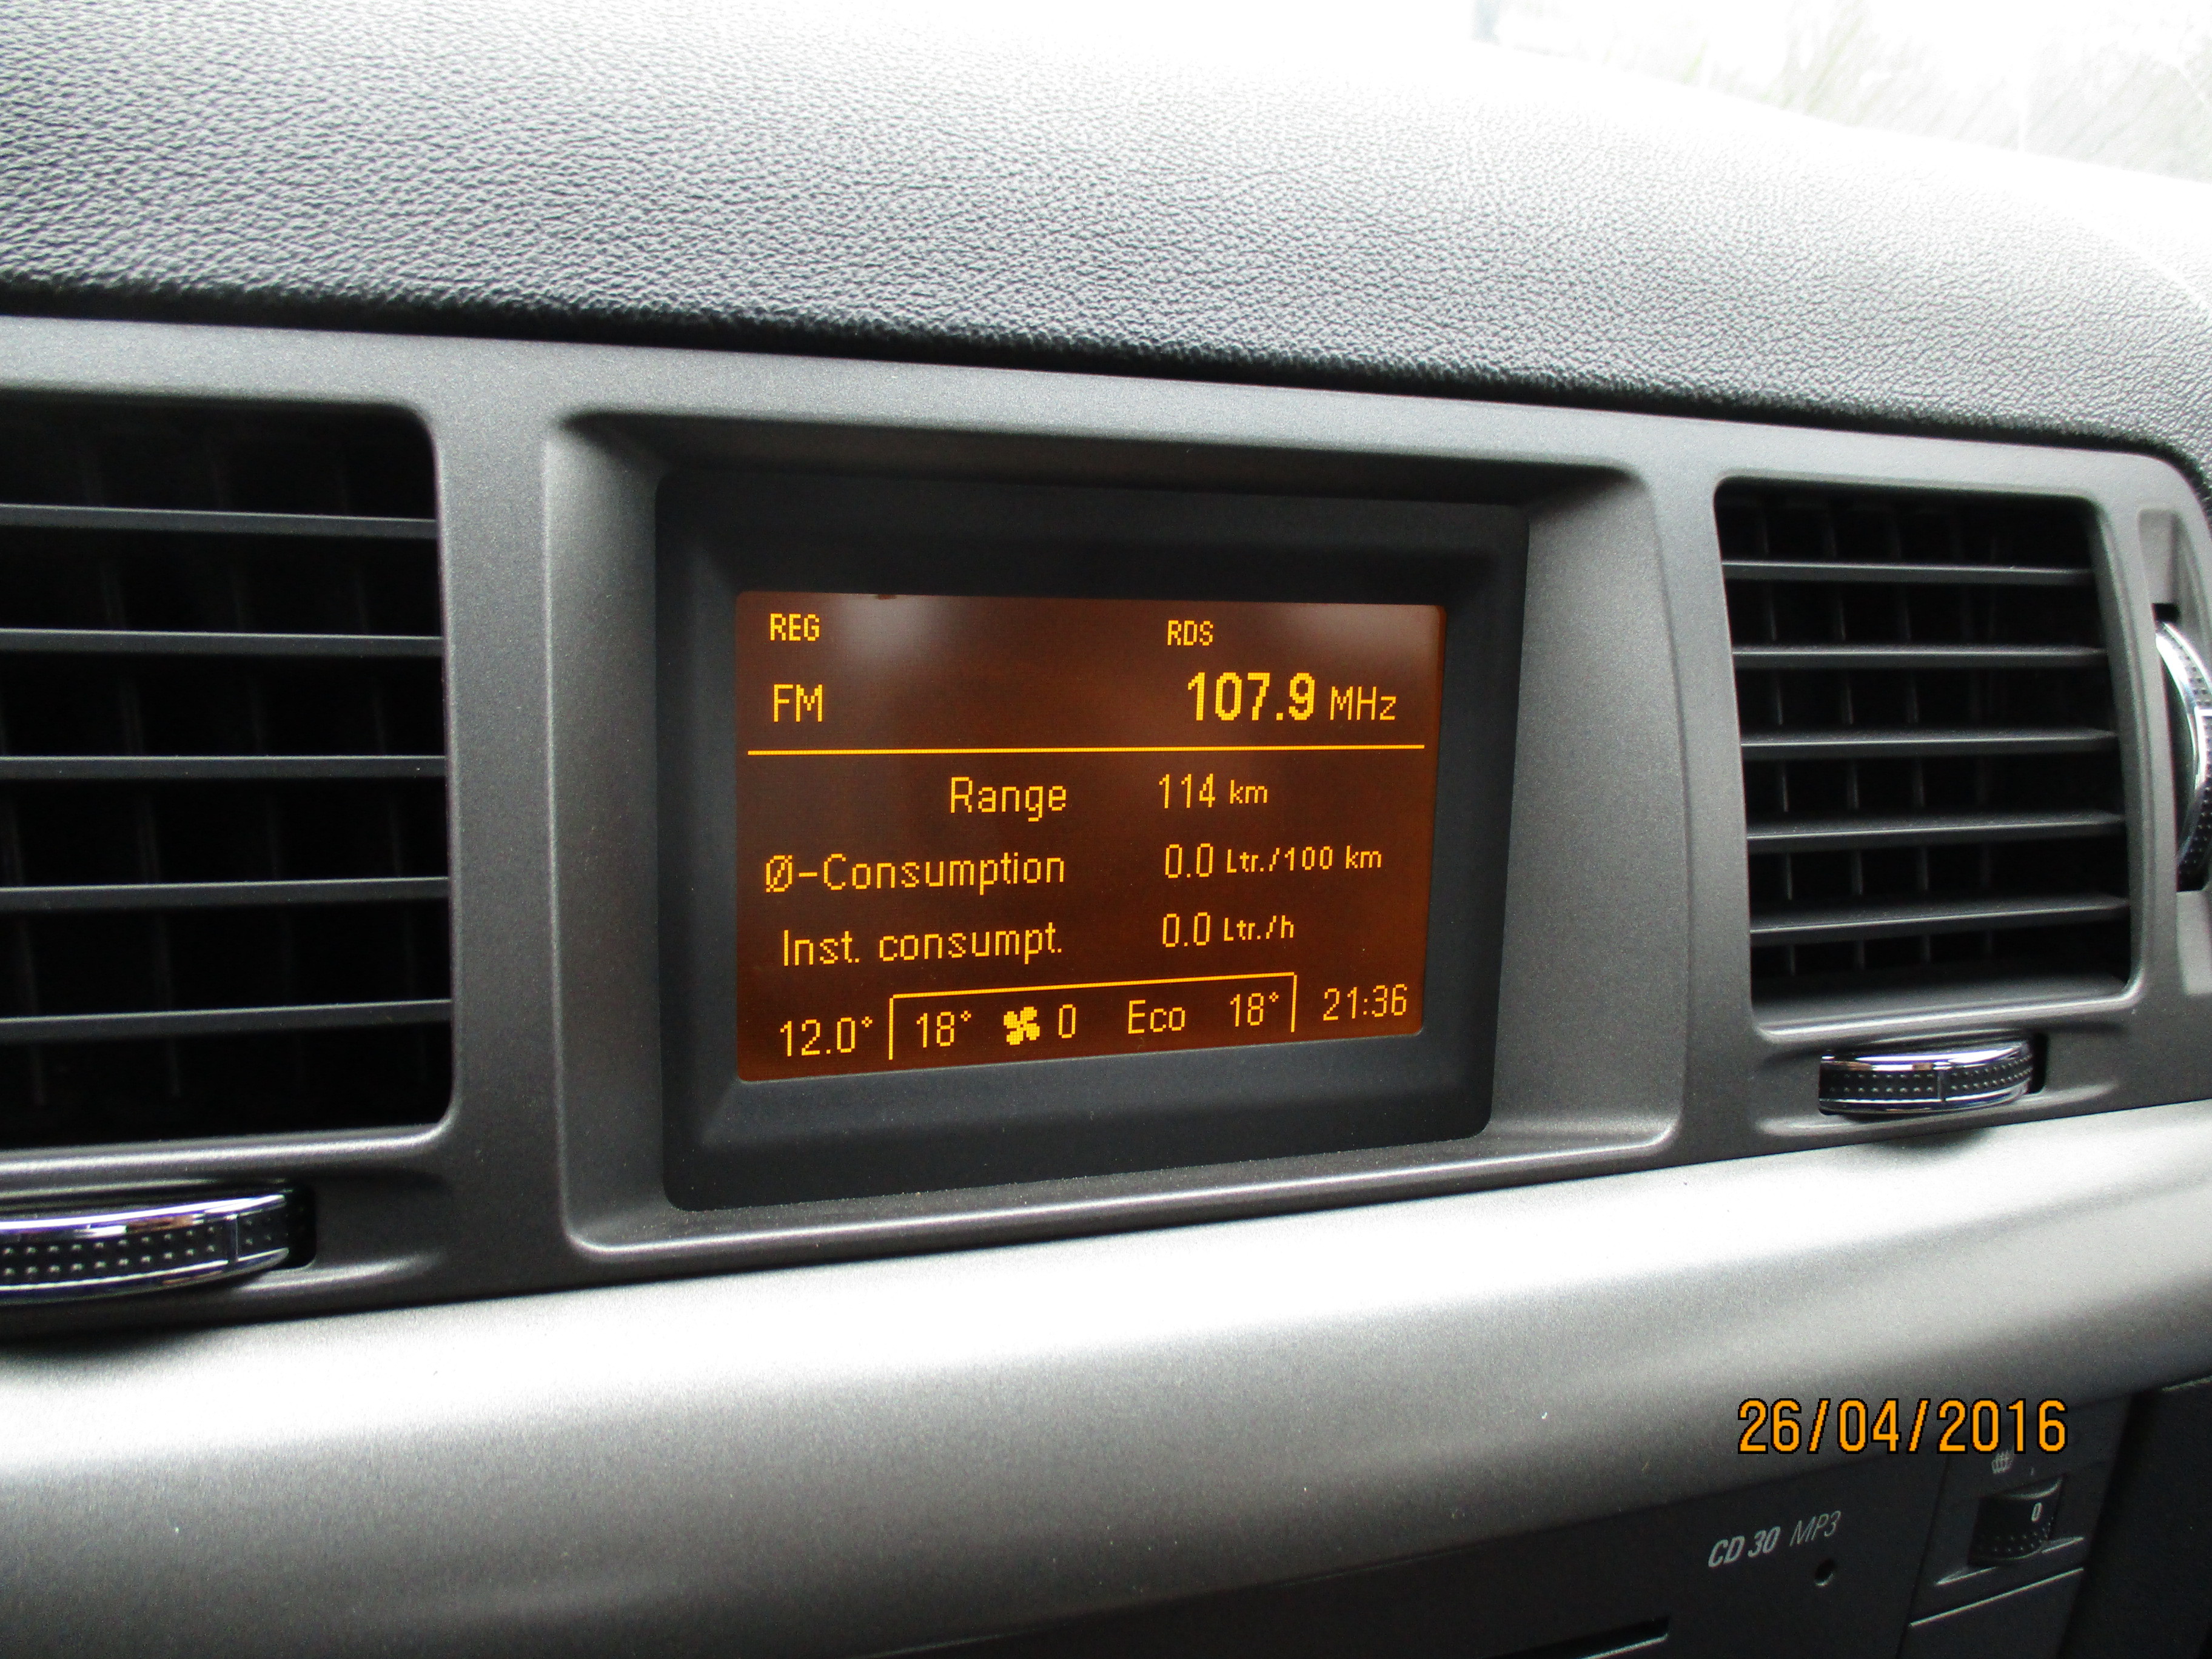 REG RDS
FM 107.9 MHz
Range 114 km
Ø-Consumption 0.0 Ltr./100 km
Inst. consumpt. 0.0 Ltr./h
12.0° 18° 0 Eco 18° 21:36
26/04/2016
0
CD 30 MP3